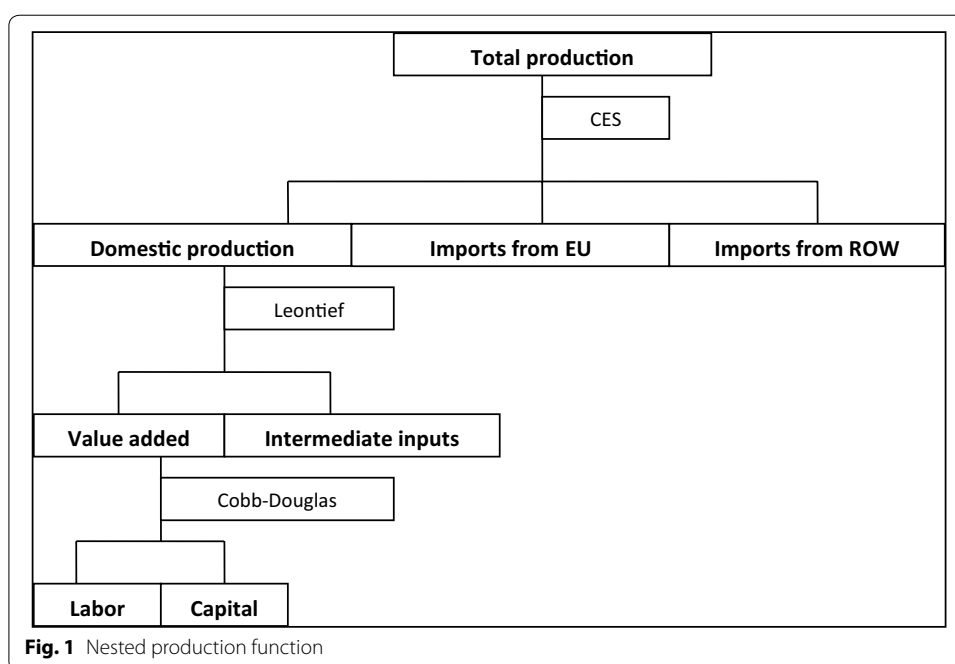 Total production
CES
Domestic production Imports from EU Imports from ROW
Leontief
Value added Intermediate inputs
Cobb-Douglas
Labor Capital
Fig. 1 Nested production function